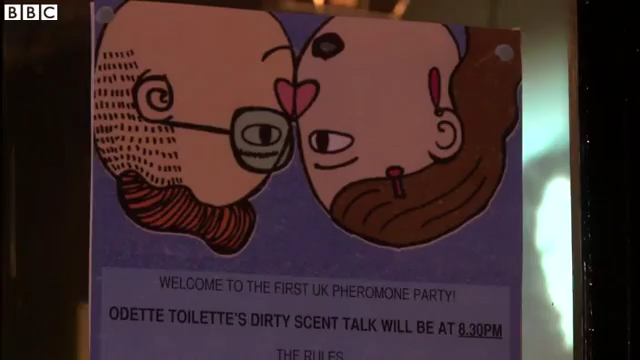 BBC
WELCOME TO THE FIRST UK PHEROMONE PARTY!
ODETTE TOILETTE'S DIRTY SCENT TALK WILL BE AT 8.30PM
THE RULES